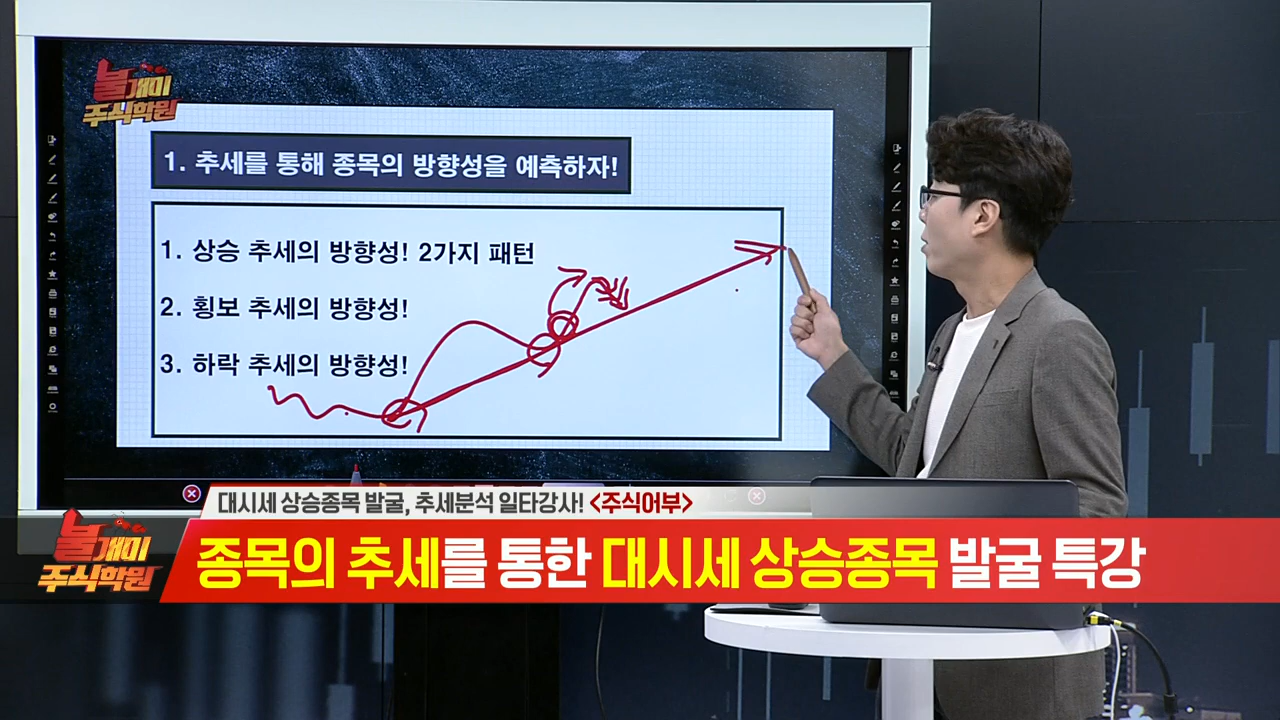 불개미
주식학원
1. 추세를 통해 종목의 방향성을 예측하자!
1. 상승 추세의 방향성! 2가지 패턴
2. 횡보 추세의 방향성!
3. 하락 추세의 방향성!
대시세 상승종목 발굴, 추세분석 일타강사! <주식어부>
불개미
주식학원
종목의 추세를 통한 대시세 상승종목 발굴 특강